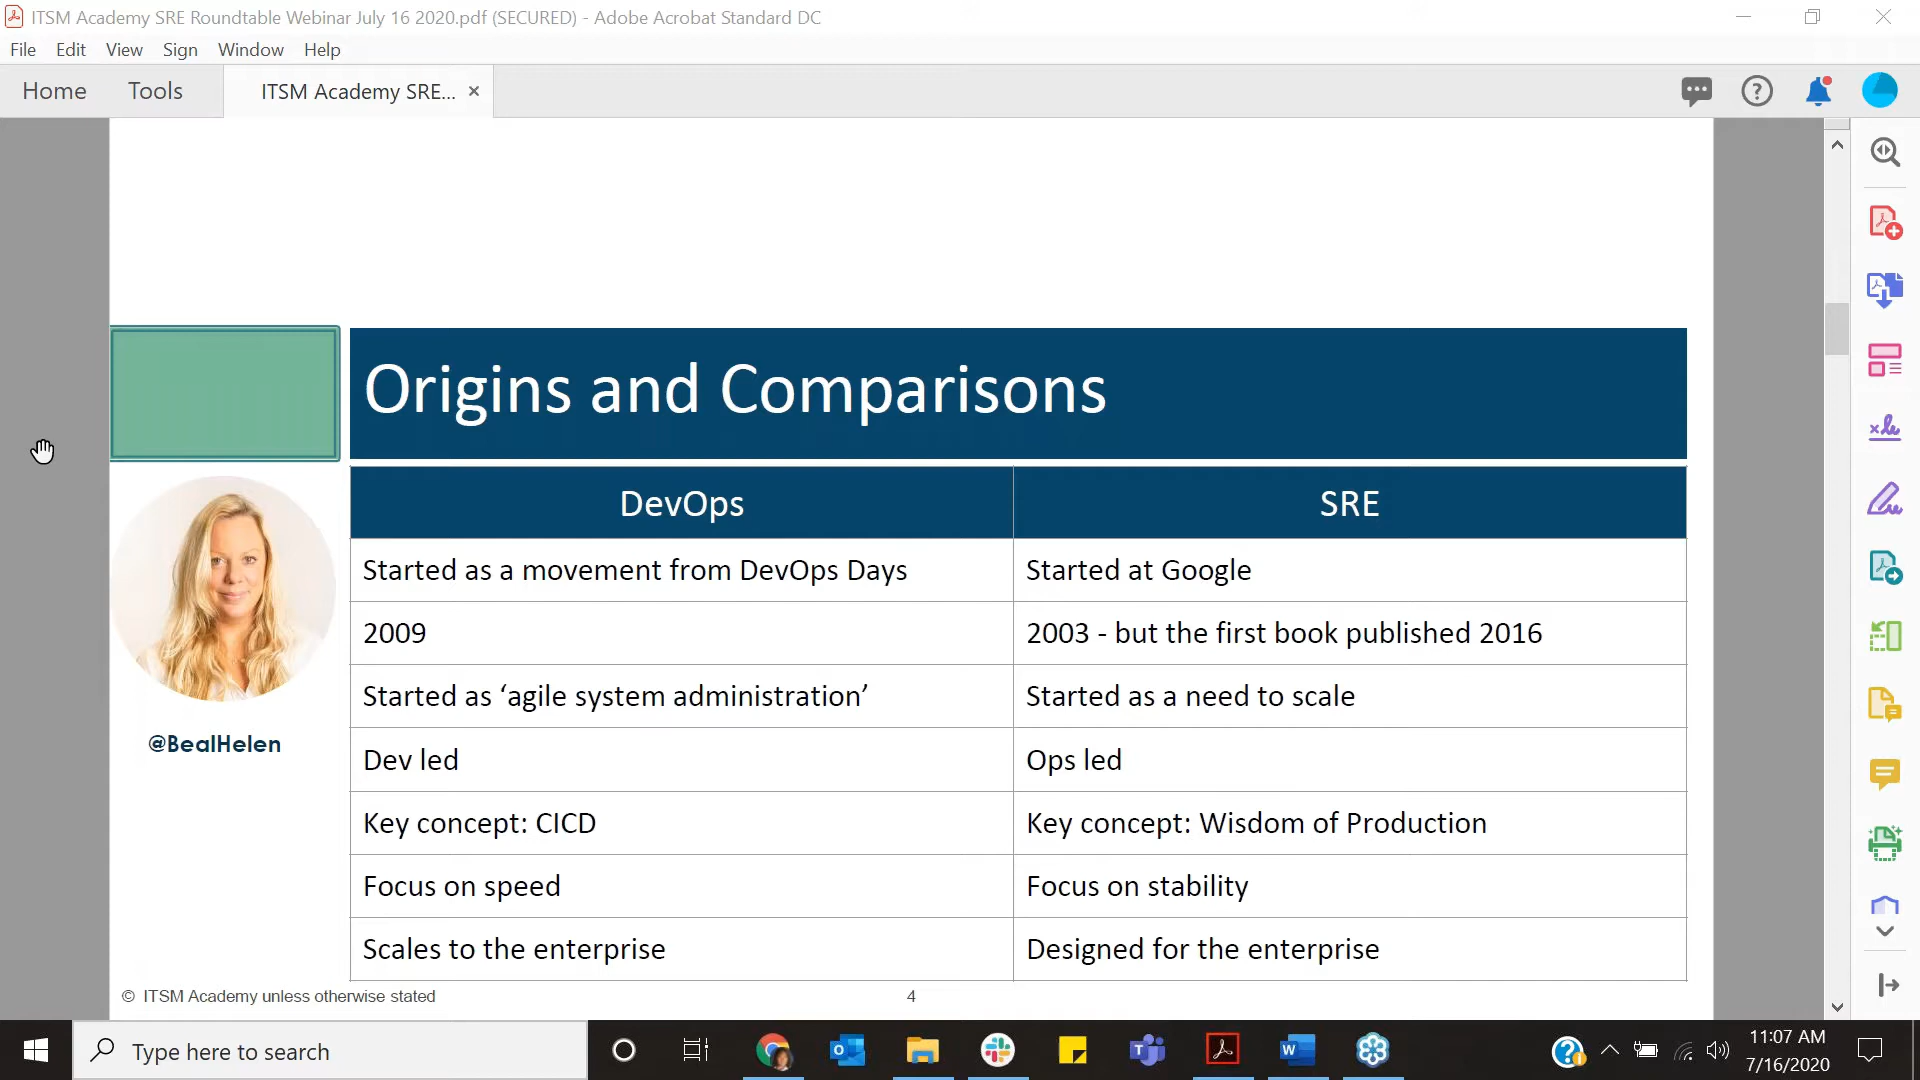 ITSM Academy SRE Roundtable Webinar July 16 2020.pdf (SECURED) - Adobe Acrobat Standard DC
File Edit View Sign Window Help
Home Tools ITSM Academy SRE... ×
Origins and Comparisons
DevOps SRE
Started as a movement from DevOps Days Started at Google
2009 2003 - but the first book published 2016
Started as ‘agile system administration’ Started as a need to scale
@BealHelen
Dev led Ops led
Key concept: CICD Key concept: Wisdom of Production
Focus on speed Focus on stability
Scales to the enterprise Designed for the enterprise
© ITSM Academy unless otherwise stated 4
Type here to search
11:07 AM
7/16/2020